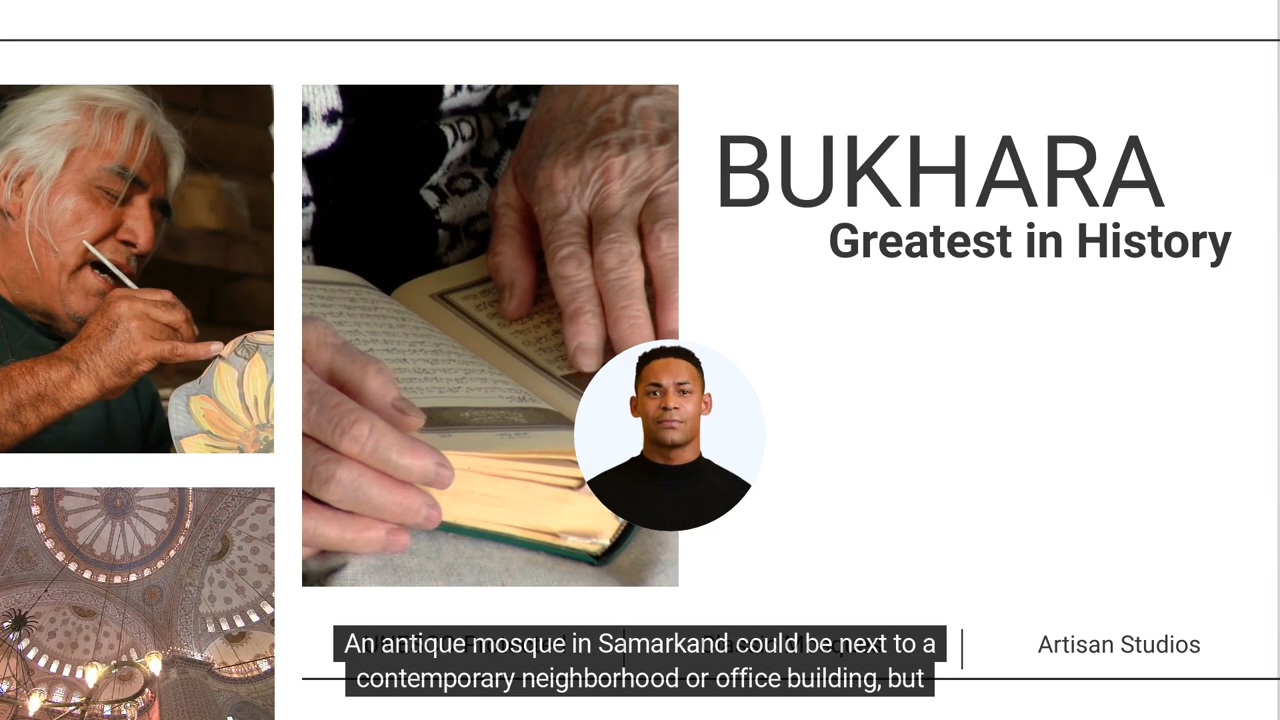 BUKHARA
Greatest in History
An antique mosque in Samarkand could be next to a
contemporary neighborhood or office building, but
Artisan Studios